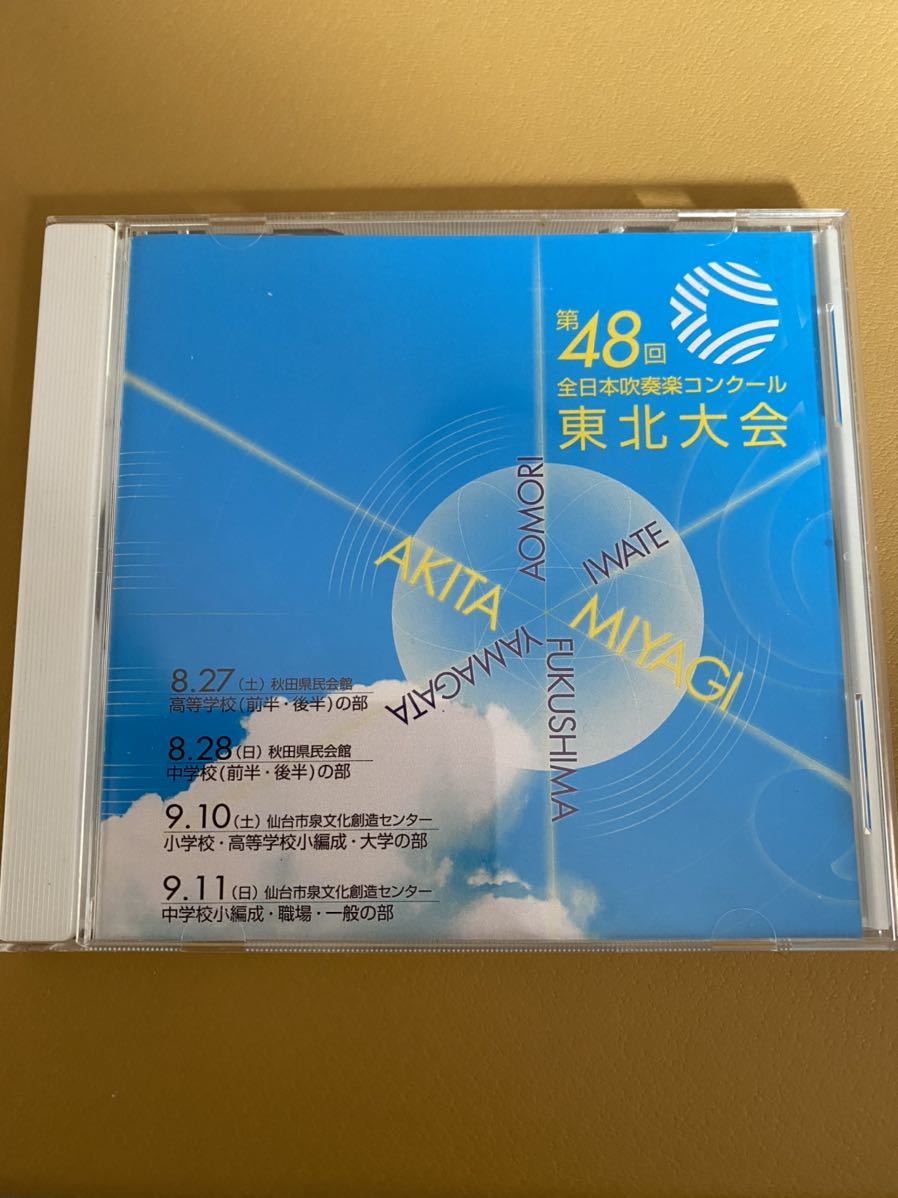 第48回
全日本吹奏楽コンクール
東北大会
AOMORI
IWATE
AKITA
MIYAGI
YAMAGATA
FUKUSHIMA
8.27(土) 秋田県民会館
高等学校(前半・後半)の部
8.28(日) 秋田県民会館
中学校(前半・後半)の部
9.10(土) 仙台市泉文化創造センター
小学校・高等学校小編成・大学の部
9.11(日) 仙台市泉文化創造センター
中学校小編成・職場・一般の部